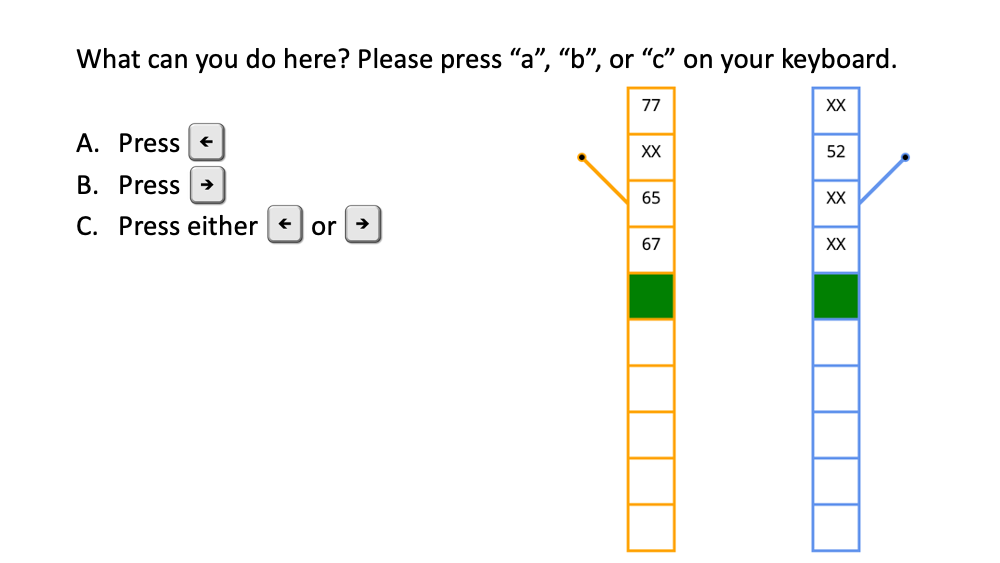 What can you do here? Please press “a”, “b”, or “c” on your keyboard.
A. Press ←
B. Press →
C. Press either ← or →
77 XX
XX 52
65 XX
67 XX